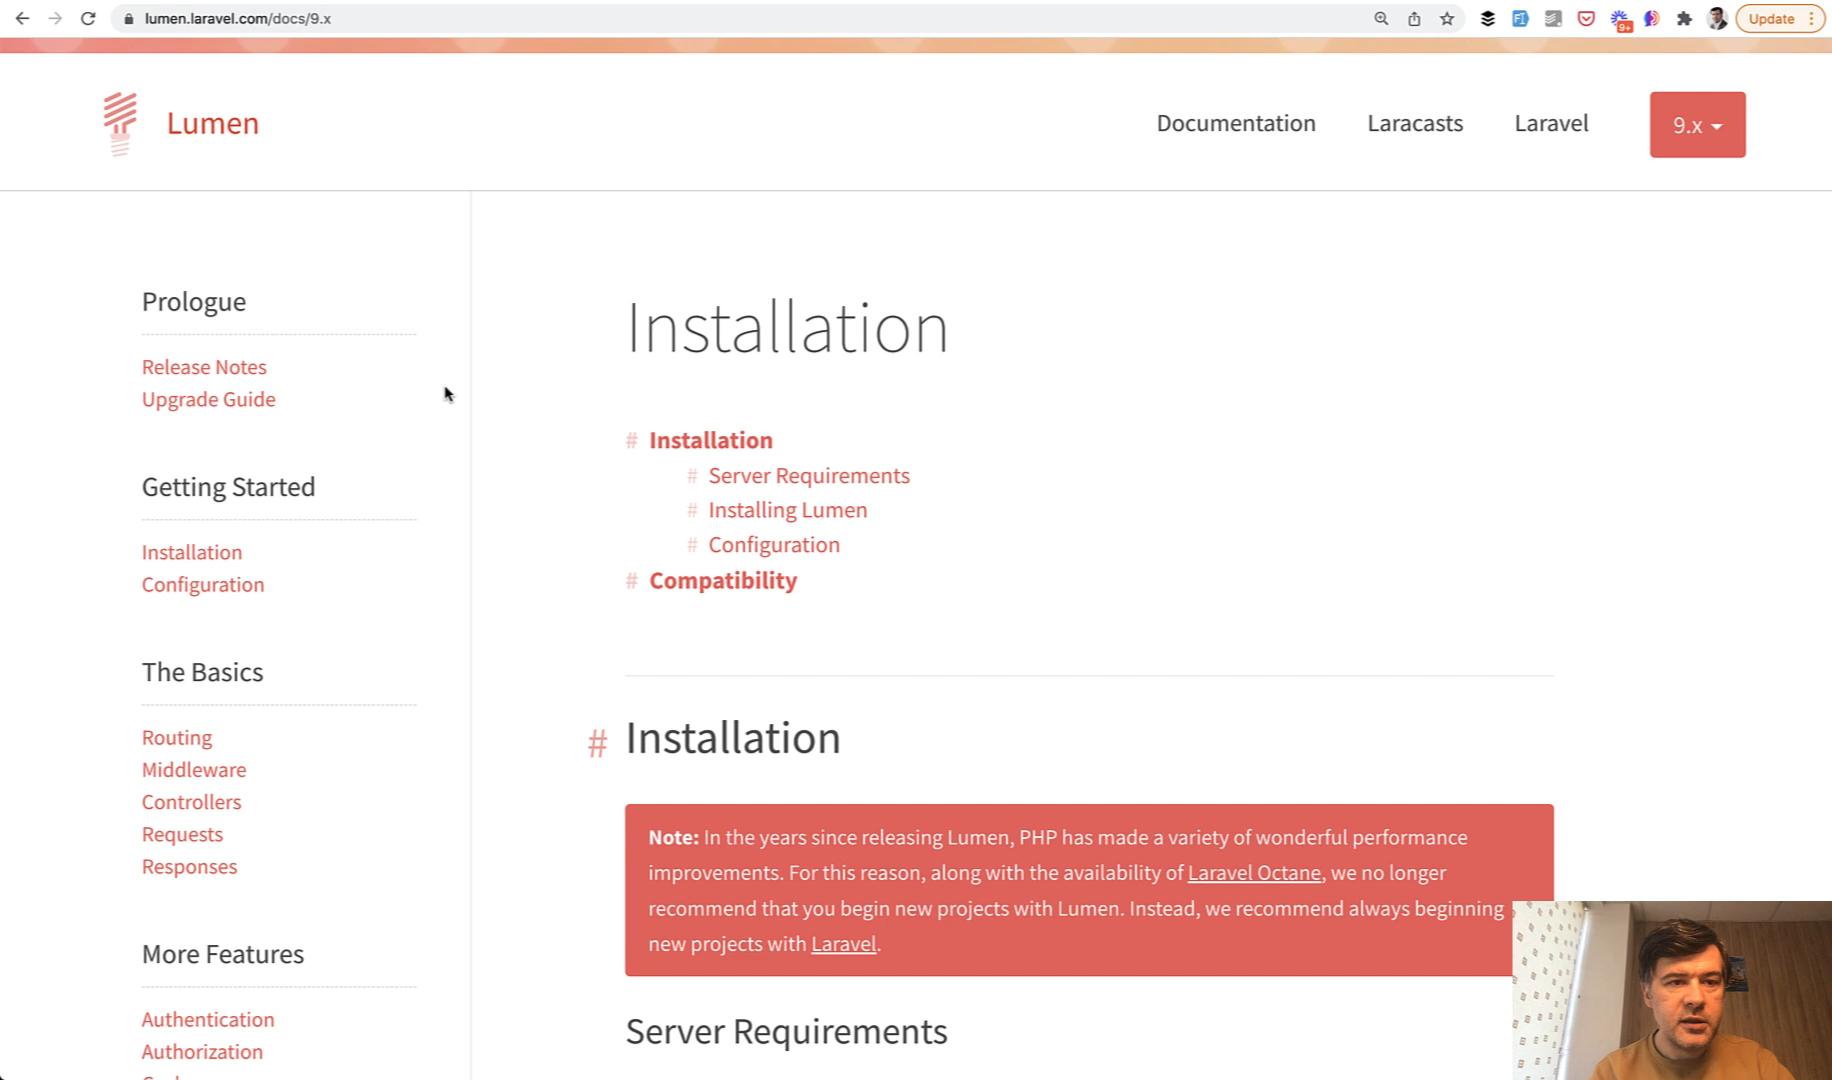 lumen.laravel.com/docs/9.x
9+
Update
Lumen
Documentation
Laracasts
Laravel
9.x
Prologue
Release Notes
Upgrade Guide
Getting Started
Installation
Configuration
The Basics
Routing
Middleware
Controllers
Requests
Responses
More Features
Authentication
Authorization
Installation
# Installation
# Server Requirements
# Installing Lumen
# Configuration
# Compatibility
# Installation
Note: In the years since releasing Lumen, PHP has made a variety of wonderful performance
improvements. For this reason, along with the availability of Laravel Octane, we no longer
recommend that you begin new projects with Lumen. Instead, we recommend always beginning
new projects with Laravel.
Server Requirements